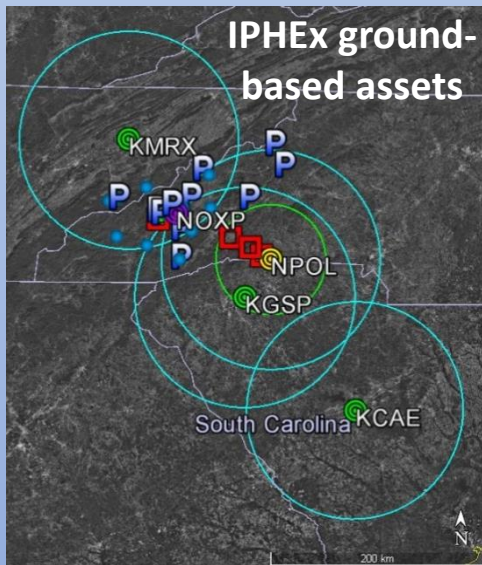 IPHEx ground-
based assets
KMRX
P
P
P
P
P
P
P
P
P
NOXP
P
P
NPOL
KGSP
South Carolina
KCAE
N
200 km